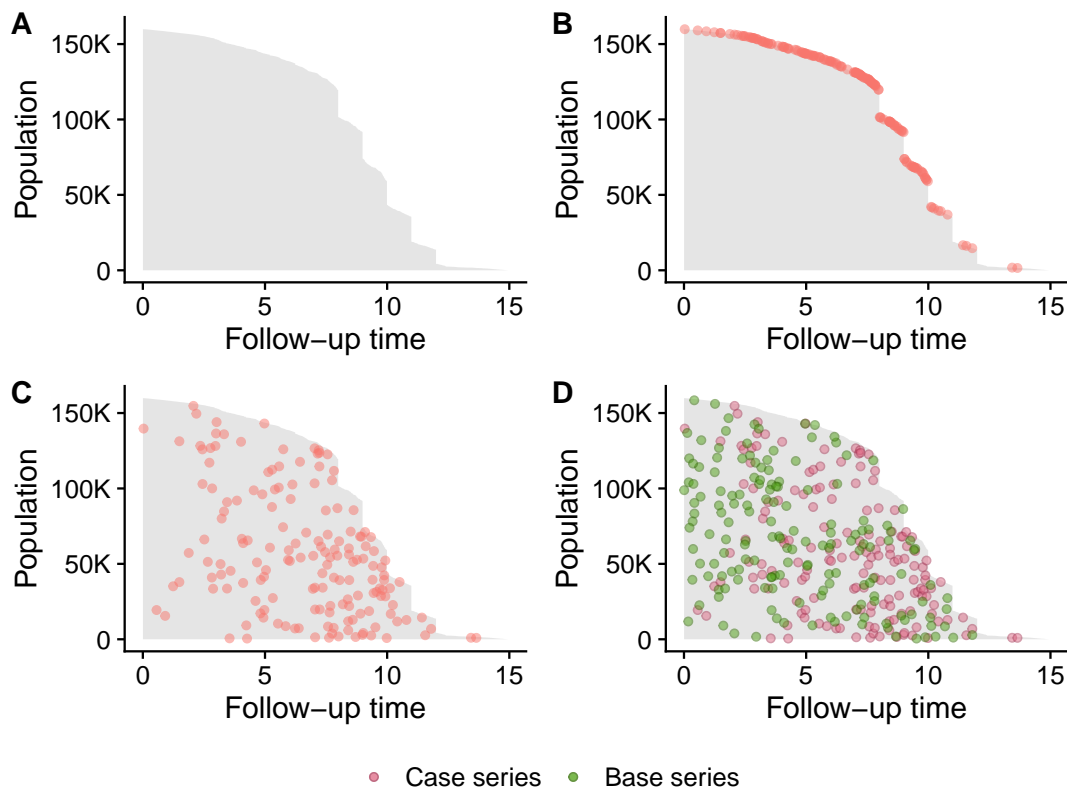 A
Population
150K
100K
50K
0
0 5 10 15
Follow−up time
B
Population
150K
100K
50K
0
0 5 10 15
Follow−up time
C
Population
150K
100K
50K
0
0 5 10 15
Follow−up time
D
Population
150K
100K
50K
0
0 5 10 15
Follow−up time
Case series Base series